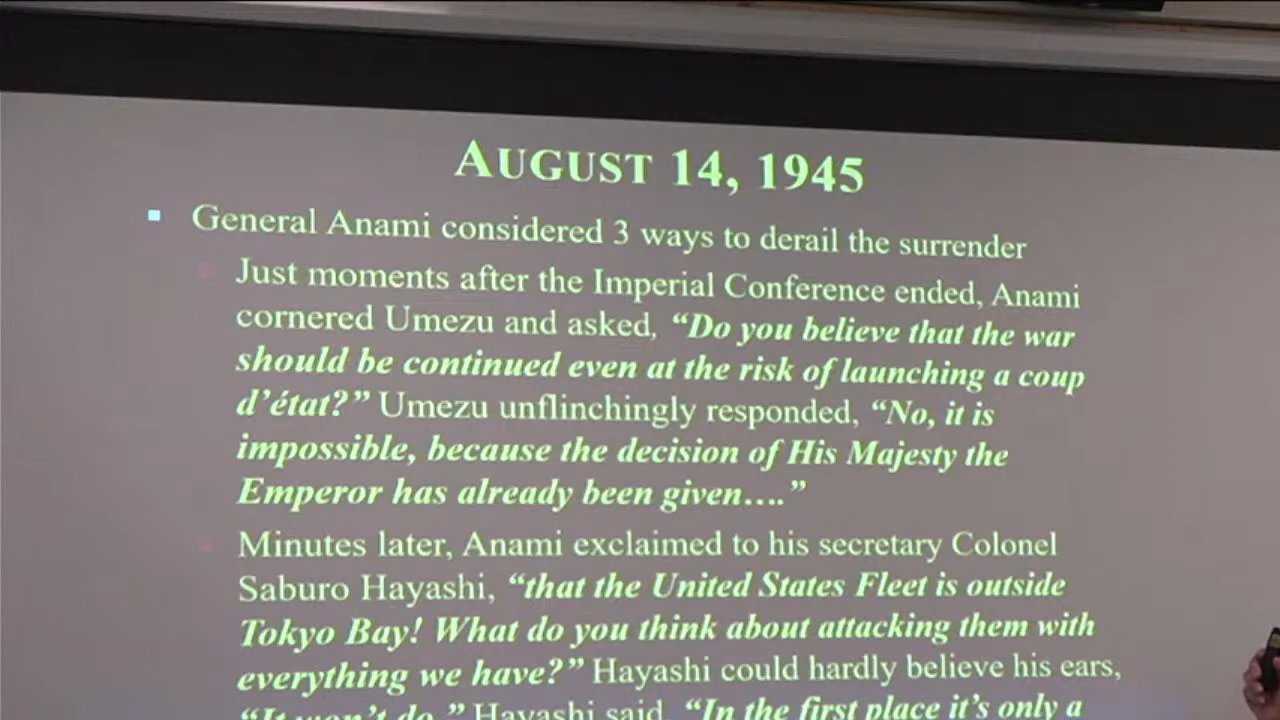 AUGUST 14, 1945
General Anami considered 3 ways to derail the surrender
Just moments after the Imperial Conference ended, Anami
cornered Umezu and asked, “Do you believe that the war
should be continued even at the risk of launching a coup
d’état?” Umezu unflinchingly responded, “No, it is
impossible, because the decision of His Majesty the
Emperor has already been given….”
Minutes later, Anami exclaimed to his secretary Colonel
Saburo Hayashi, “that the United States Fleet is outside
Tokyo Bay! What do you think about attacking them with
everything we have?” Hayashi could hardly believe his ears,
“It won’t do,” Hayashi said, “In the first place it’s only a